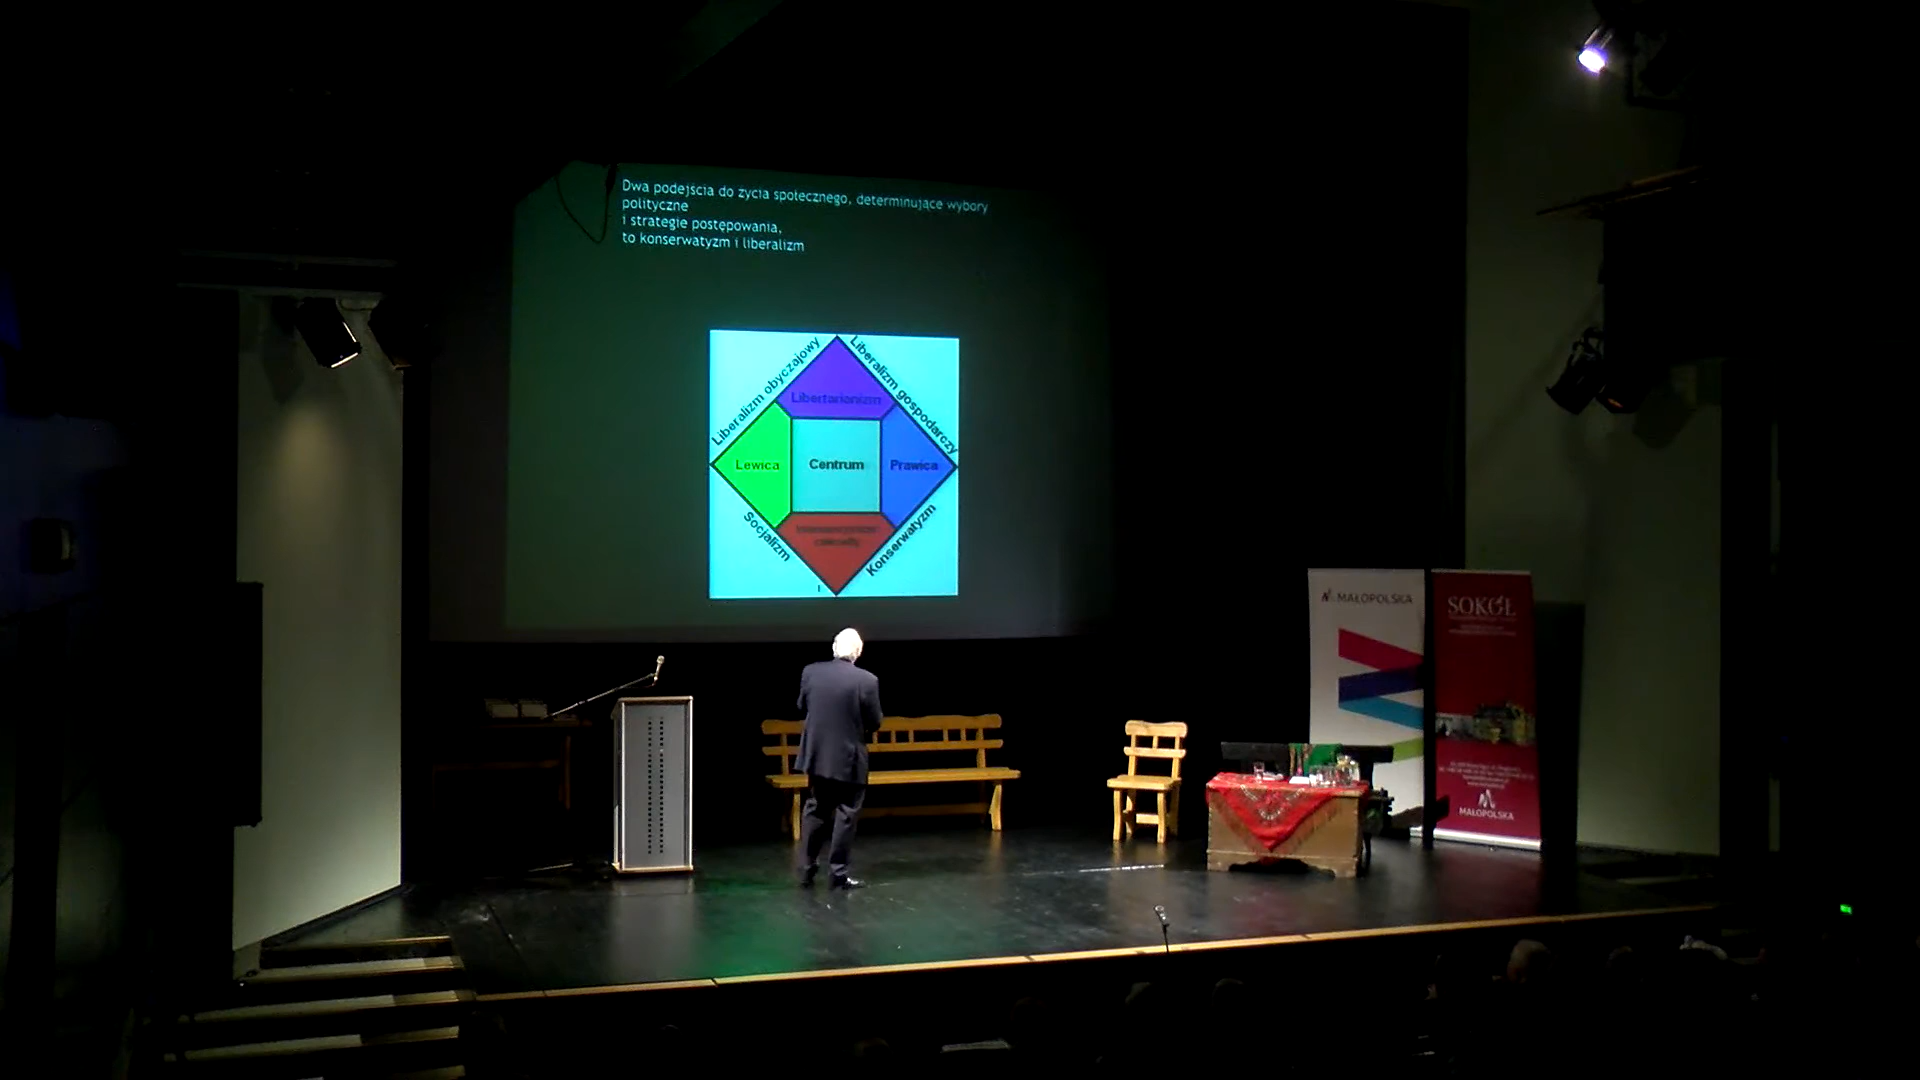 Dwa podejścia do życia społecznego, determinujące wybory
polityczne
i strategie postępowania,
to konserwatyzm i liberalizm
Liberalizm obyczajowy
Liberalizm gospodarczy
Libertarianizm
Lewica
Centrum
Prawica
Socjalizm
Konserwatyzm
MAŁOPOLSKA
SOKÓŁ
MAŁOPOLSKA